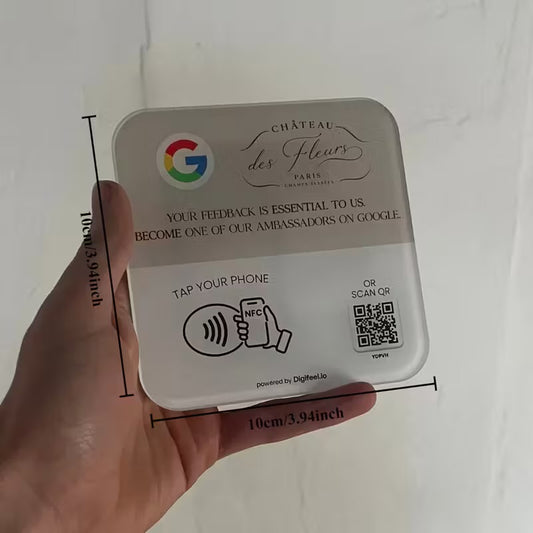 G
CHÂTEAU
des Fleurs
PARIS
CHAMPS-ÉLYSÉES
YOUR FEEDBACK IS ESSENTIAL TO US.
BECOME ONE OF OUR AMBASSADORS ON GOOGLE.
TAP YOUR PHONE
NFC
OR
SCAN QR
YDPVH
powered by Digifeel.io
10cm/3.94inch
10cm/3.94inch